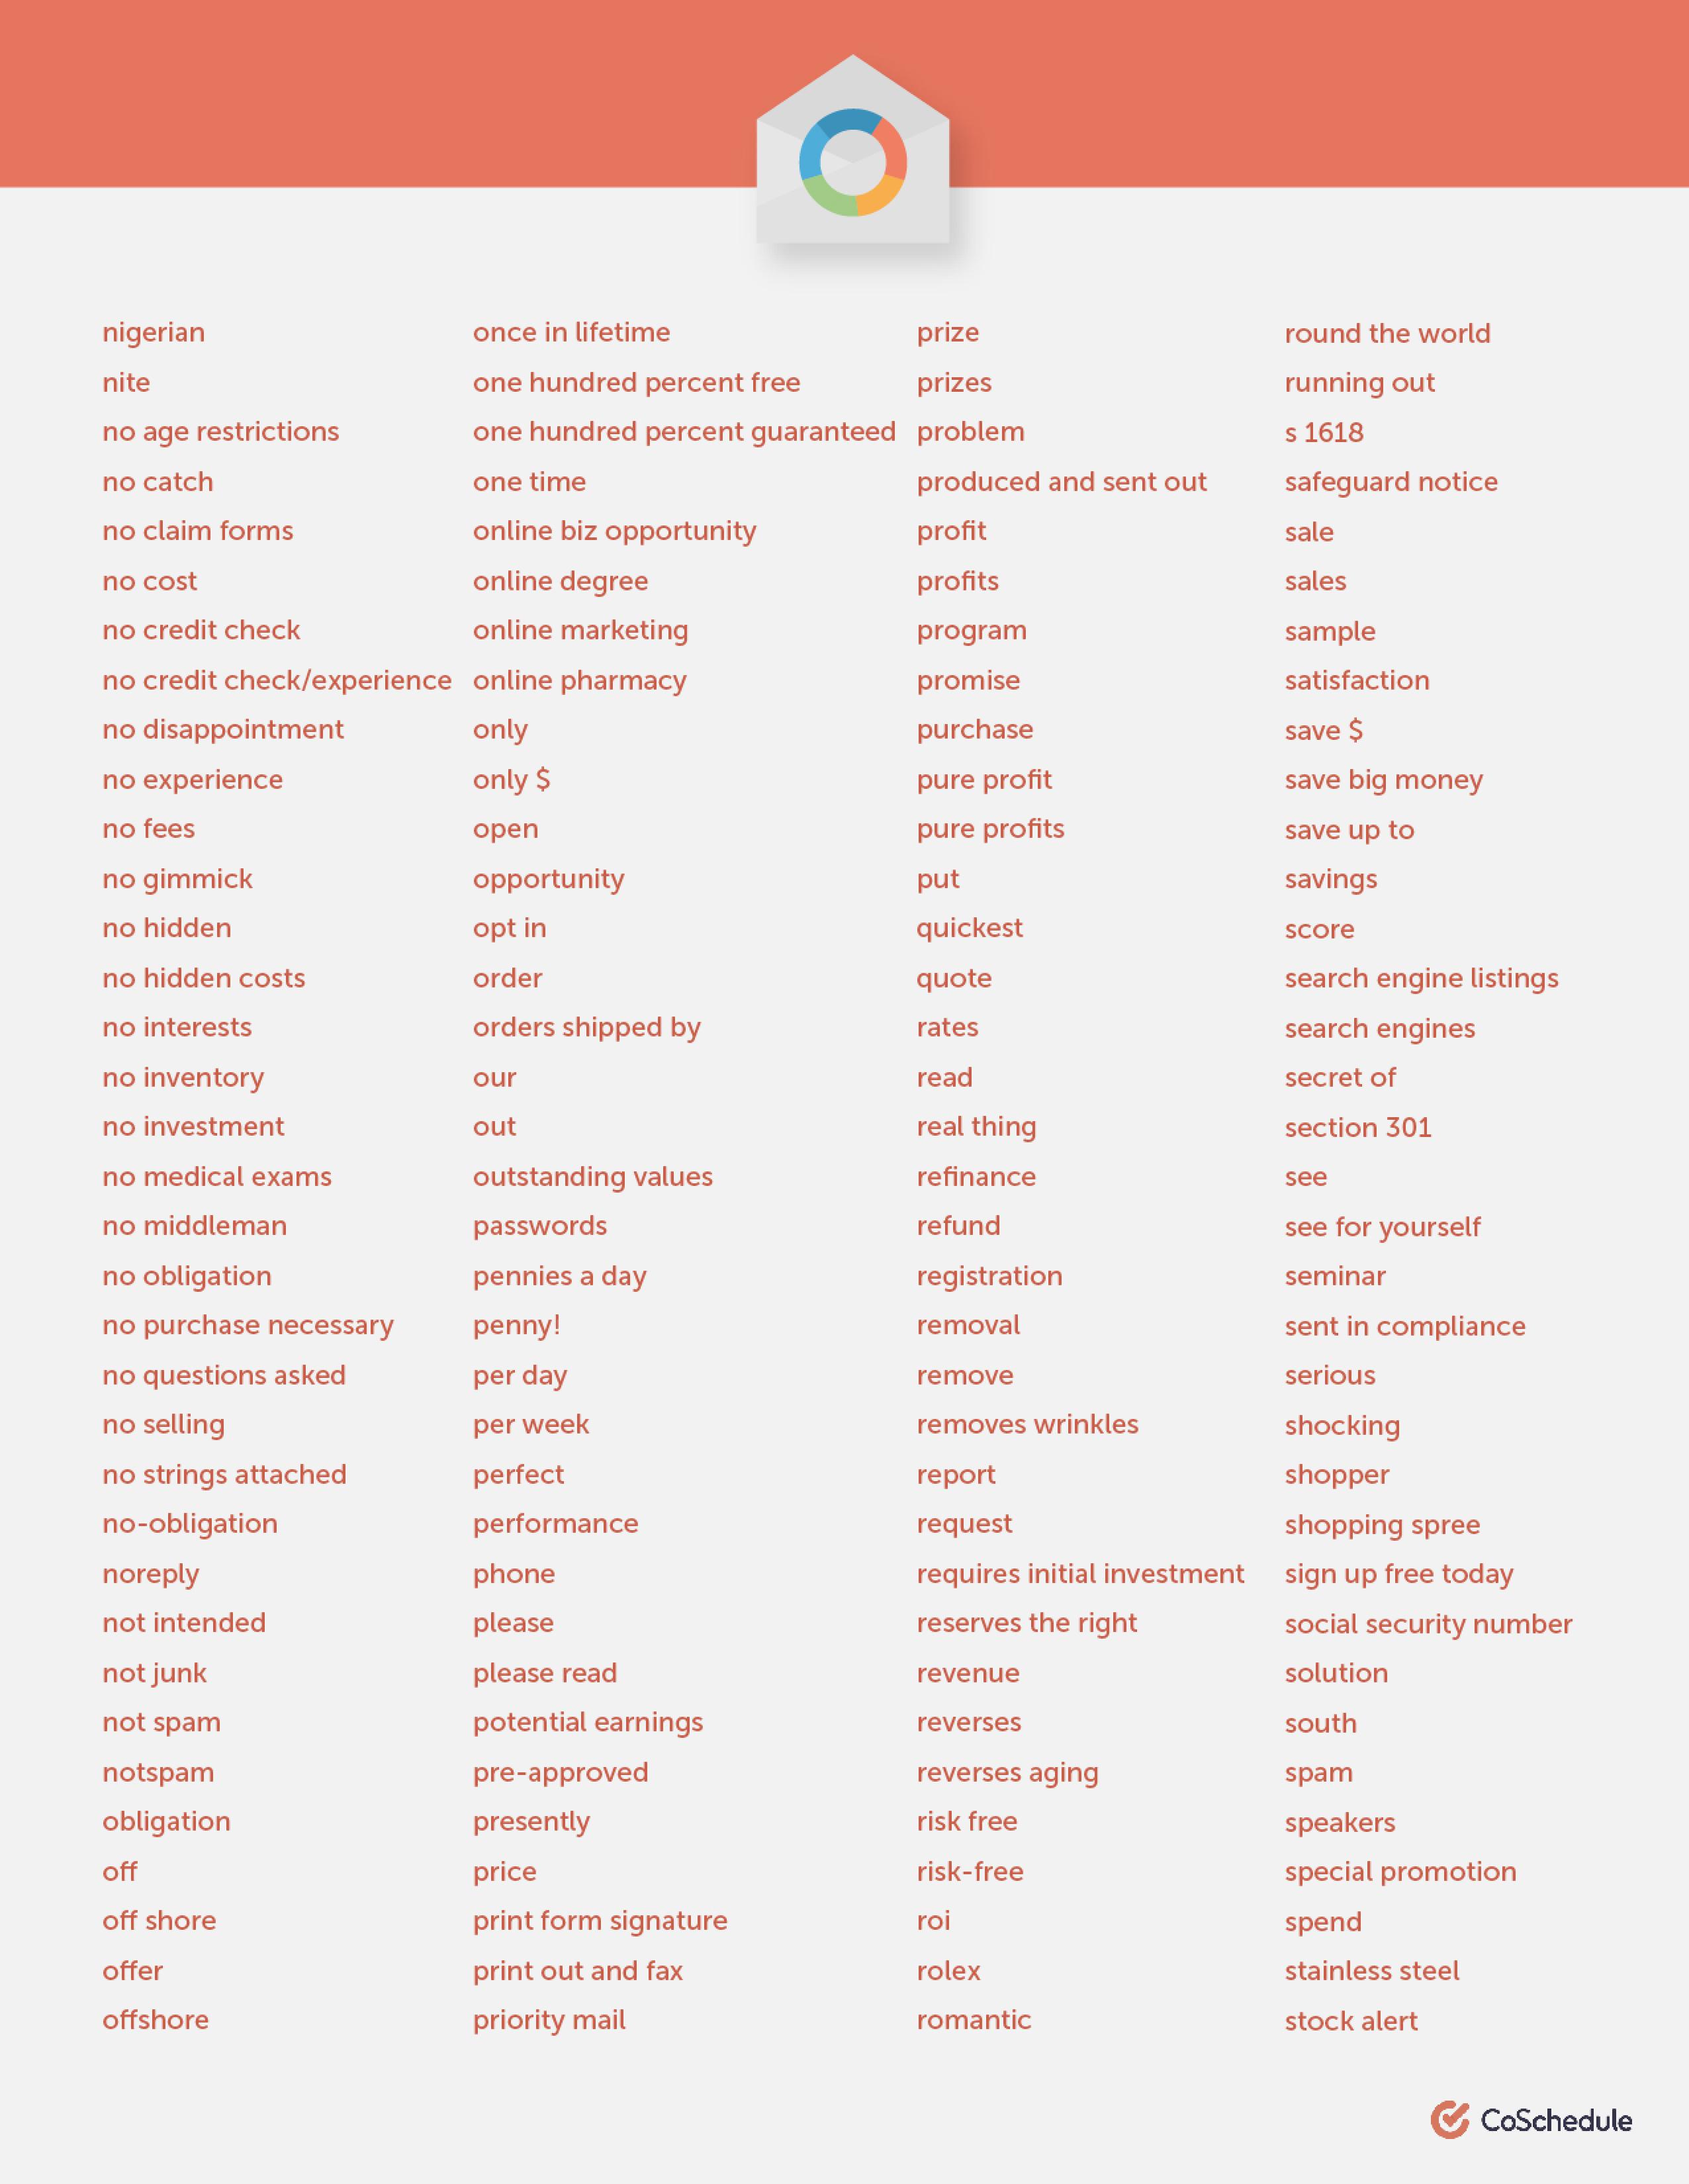 nigerian
nite
no age restrictions
no catch
no claim forms
no cost
no credit check
no credit check/experience
no disappointment
no experience
no fees
no gimmick
no hidden
no hidden costs
no interests
no inventory
no investment
no medical exams
no middleman
no obligation
no purchase necessary
no questions asked
no selling
no strings attached
no-obligation
noreply
not intended
not junk
not spam
notspam
obligation
off
off shore
offer
offshore
once in lifetime
one hundred percent free
one hundred percent guaranteed
one time
online biz opportunity
online degree
online marketing
online pharmacy
only
only $
open
opportunity
opt in
order
orders shipped by
our
out
outstanding values
passwords
pennies a day
penny!
per day
per week
perfect
performance
phone
please
please read
potential earnings
pre-approved
presently
price
print form signature
print out and fax
priority mail
prize
prizes
problem
produced and sent out
profit
profits
program
promise
purchase
pure profit
pure profits
put
quickest
quote
rates
read
real thing
refinance
refund
registration
removal
remove
removes wrinkles
report
request
requires initial investment
reserves the right
revenue
reverses
reverses aging
risk free
risk-free
roi
rolex
romantic
round the world
running out
s 1618
safeguard notice
sale
sales
sample
satisfaction
save $
save big money
save up to
savings
score
search engine listings
search engines
secret of
section 301
see
see for yourself
seminar
sent in compliance
serious
shocking
shopper
shopping spree
sign up free today
social security number
solution
south
spam
speakers
special promotion
spend
stainless steel
stock alert
CoSchedule